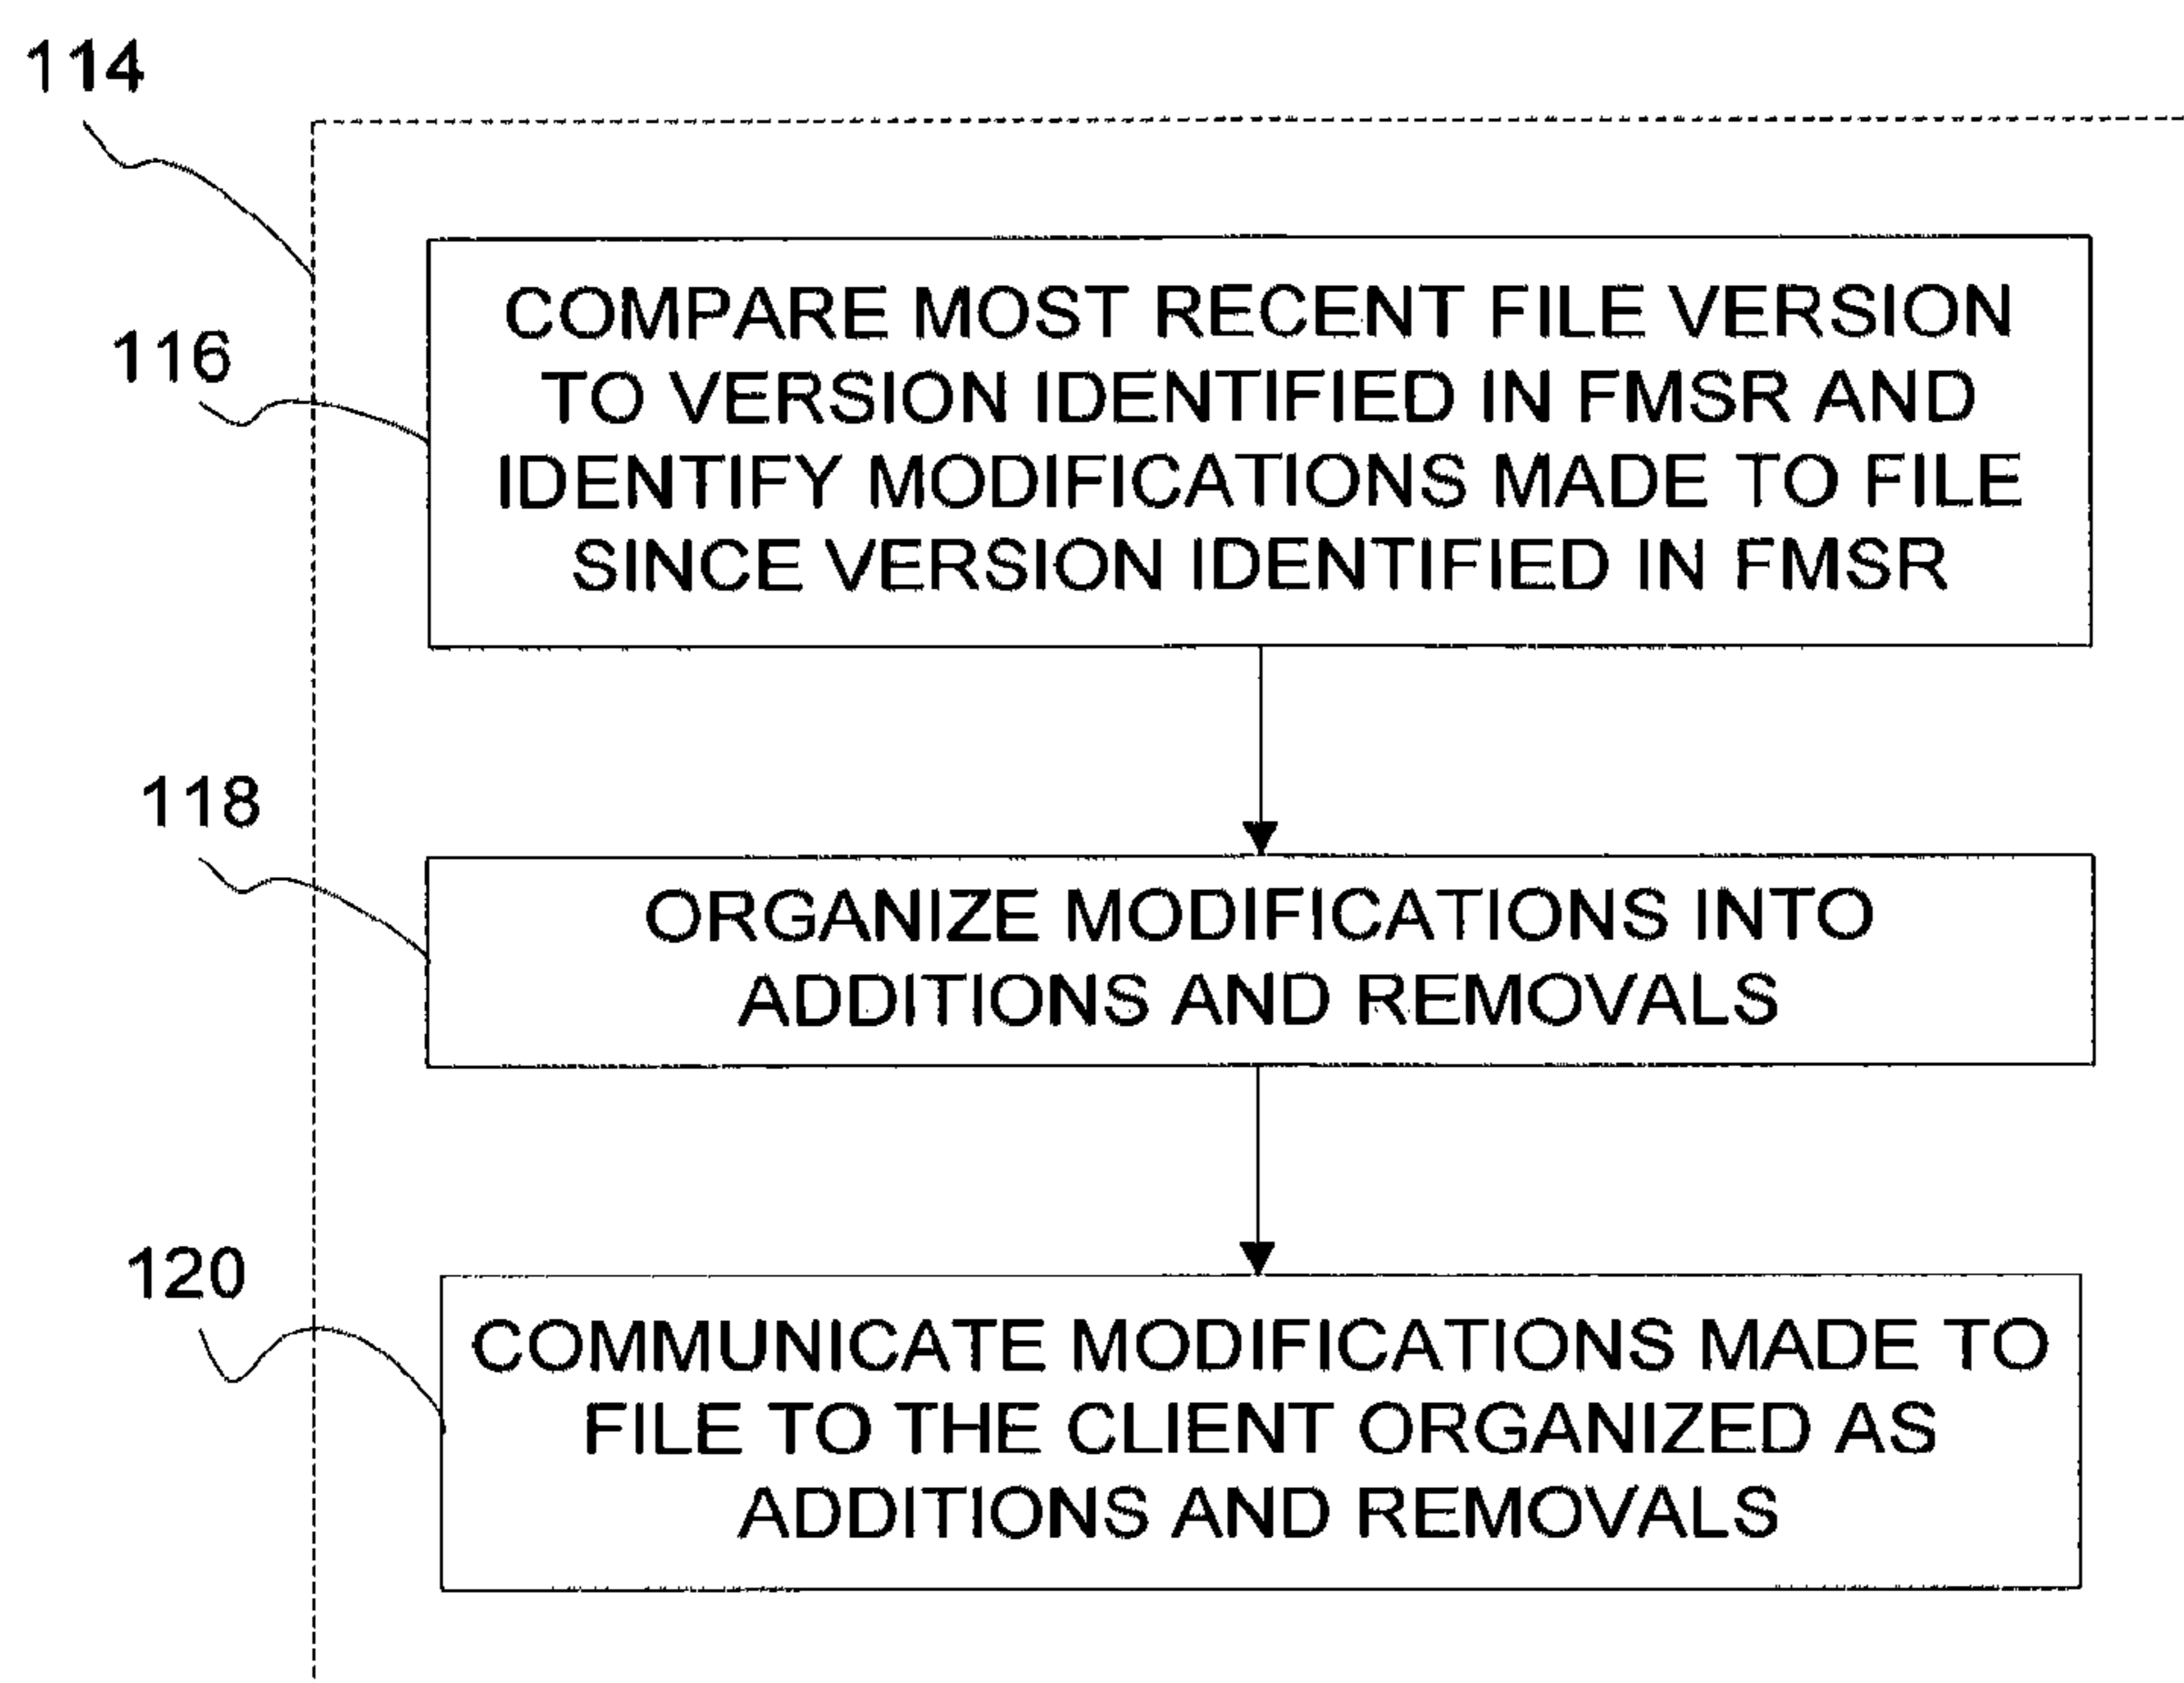 114
116
COMPARE MOST RECENT FILE VERSION
TO VERSION IDENTIFIED IN FMSR AND
IDENTIFY MODIFICATIONS MADE TO FILE
SINCE VERSION IDENTIFIED IN FMSR
118
ORGANIZE MODIFICATIONS INTO
ADDITIONS AND REMOVALS
120
COMMUNICATE MODIFICATIONS MADE TO
FILE TO THE CLIENT ORGANIZED AS
ADDITIONS AND REMOVALS